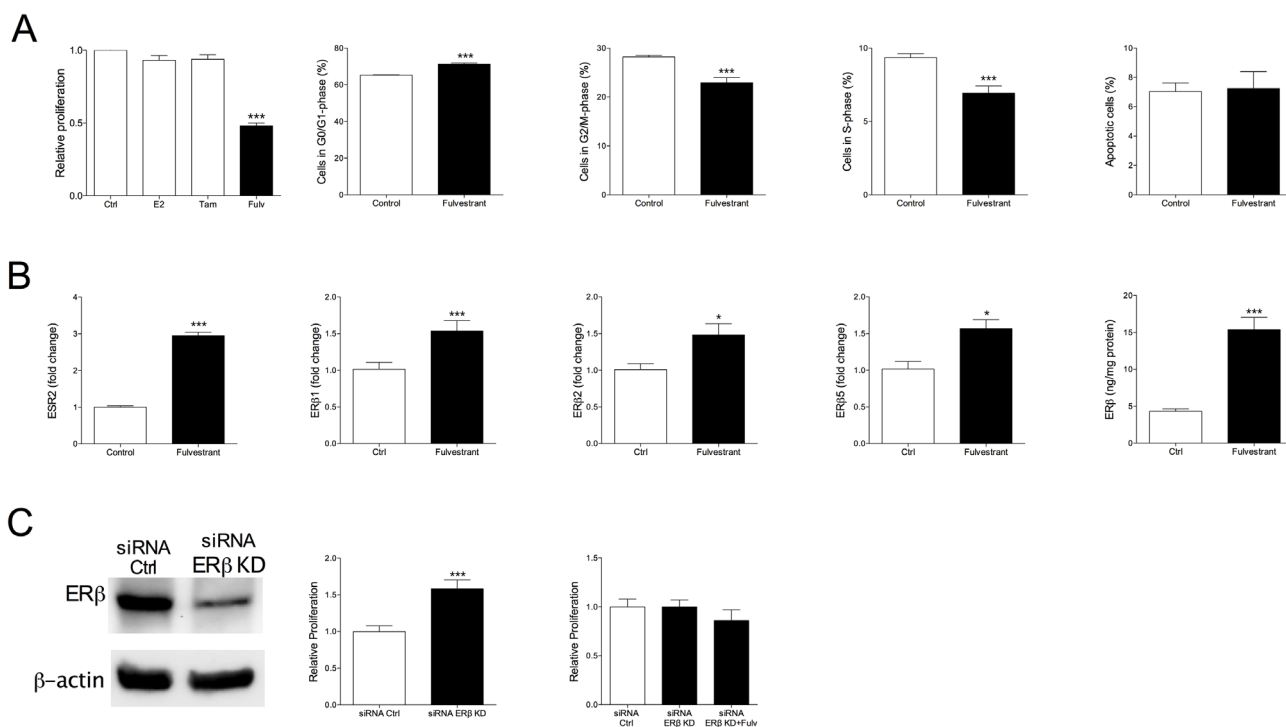 A
Relative proliferation
1.0
0.5
0.0
Ctrl
E2
Tam
Fulv
***
Cells in G0/G1-phase (%)
80
60
40
20
0
Control
Fulvestrant
***
Cells in G2/M-phase (%)
30
20
10
0
Control
Fulvestrant
***
Cells in S-phase (%)
10
5
0
Control
Fulvestrant
***
Apoptotic cells (%)
10
8
6
4
2
0
Control
Fulvestrant
B
ESR2 (fold change)
4
3
2
1
0
Control
Fulvestrant
***
ERβ1 (fold change)
2.0
1.5
1.0
0.5
0.0
Ctrl
Fulvestrant
***
ERβ2 (fold change)
2.0
1.5
1.0
0.5
0.0
Ctrl
Fulvestrant
*
ERβ5 (fold change)
2.0
1.5
1.0
0.5
0.0
Ctrl
Fulvestrant
*
ERβ (ng/mg protein)
20
15
10
5
0
Control
Fulvestrant
***
C
siRNA
Ctrl
siRNA
ERβ KD
ERβ
β-actin
Relative Proliferation
2.0
1.5
1.0
0.5
0.0
siRNA Ctrl
siRNA ERβ KD
***
Relative Proliferation
1.5
1.0
0.5
0.0
siRNA
Ctrl
siRNA
ERβ KD
siRNA
ERβ KD+Fulv